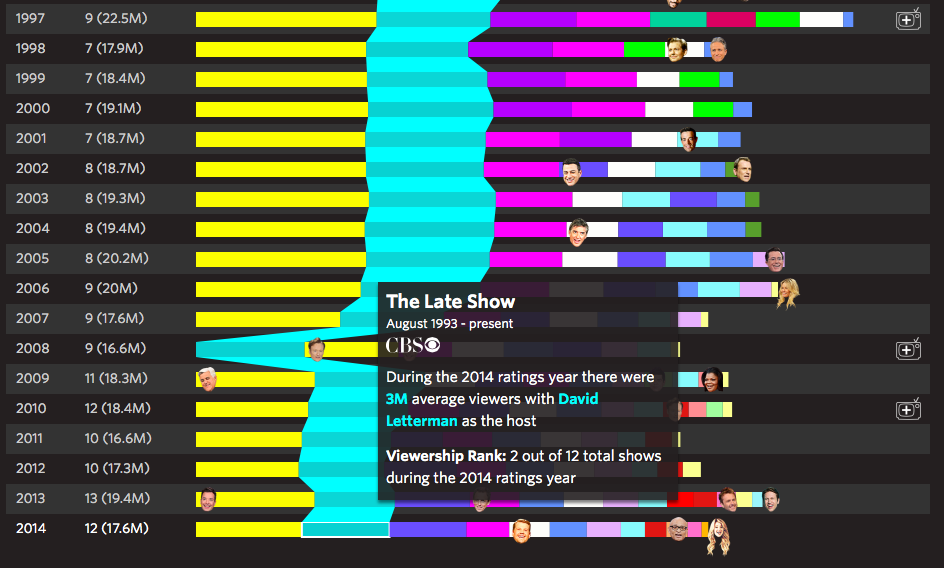 1997 9 (22.5M)
1998 7 (17.9M)
1999 7 (18.4M)
2000 7 (19.1M)
2001 7 (18.7M)
2002 8 (18.7M)
2003 8 (19.3M)
2004 8 (19.4M)
2005 8 (20.2M)
2006 9 (20M)
2007 9 (17.6M)
2008 9 (16.6M)
2009 11 (18.3M)
2010 12 (18.4M)
2011 10 (16.6M)
2012 10 (17.3M)
2013 13 (19.4M)
2014 12 (17.6M)
The Late Show
August 1993 - present
CBS
During the 2014 ratings year there were
3M average viewers with David
Letterman as the host
Viewership Rank: 2 out of 12 total shows
during the 2014 ratings year